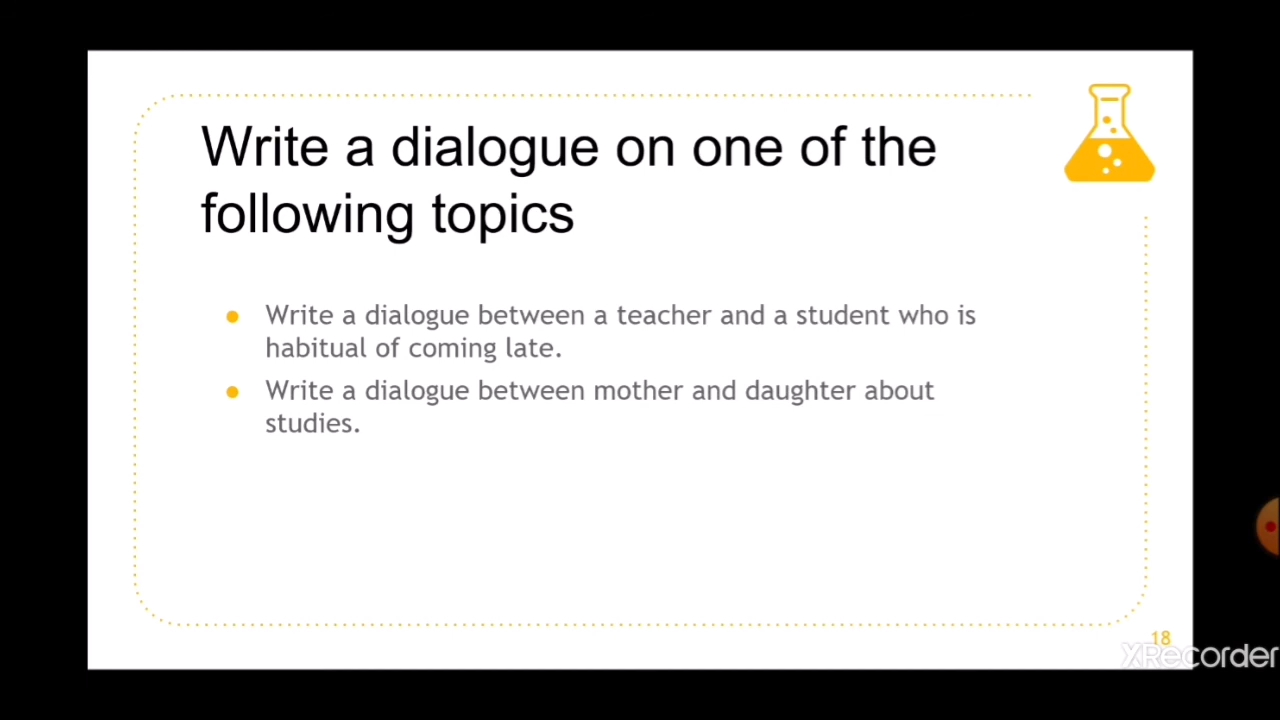 Write a dialogue on one of the
following topics
● Write a dialogue between a teacher and a student who is
habitual of coming late.
● Write a dialogue between mother and daughter about
studies.
18
XRecorder